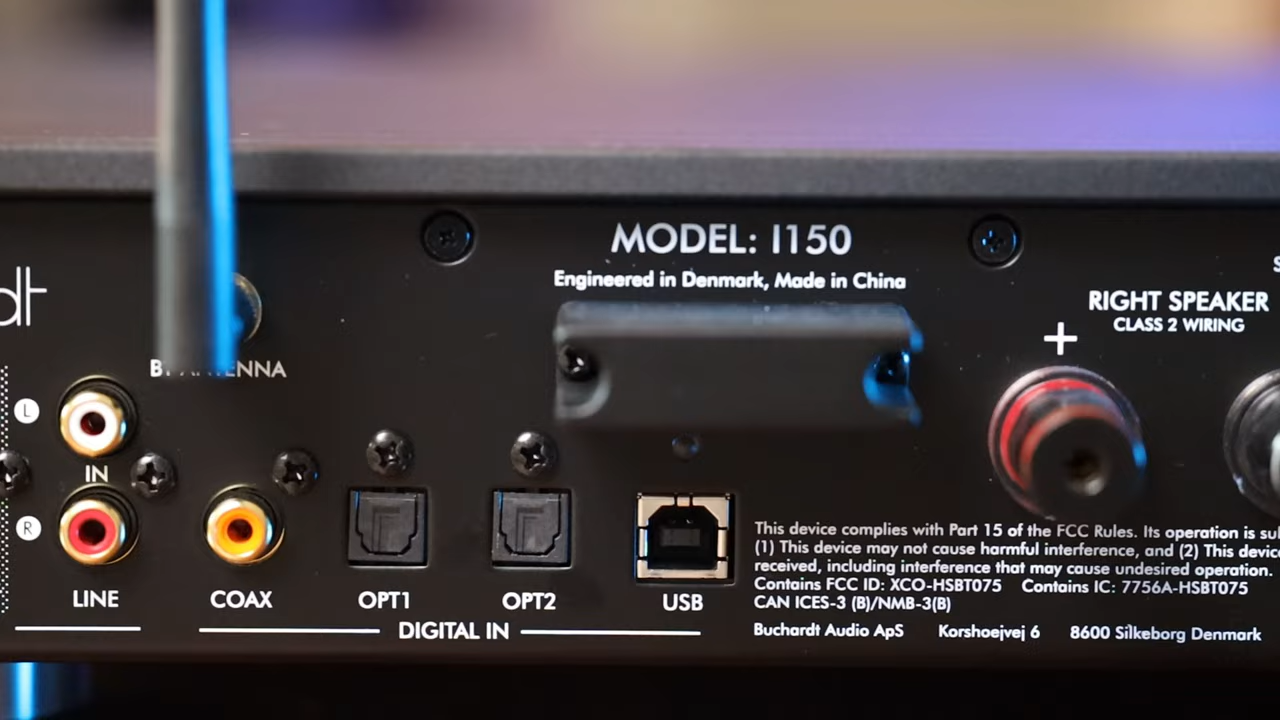 MODEL: I150
Engineered in Denmark, Made in China
dt
RIGHT SPEAKER
CLASS 2 WIRING
+
ANTENNA
L
IN
R
LINE
COAX
OPT1
OPT2
USB
DIGITAL IN
This device complies with Part 15 of the FCC Rules. Its operation is
(1) This device may not cause harmful interference, and (2) This
received, including interference that may cause undesired operation.
Contains FCC ID: XCO-HSBT075 Contains IC: 7756A-HSBT075
CAN ICES-3 (B)/NMB-3(B)
Buchardt Audio ApS Korshoejvej 6 8600 Silkeborg Denmark